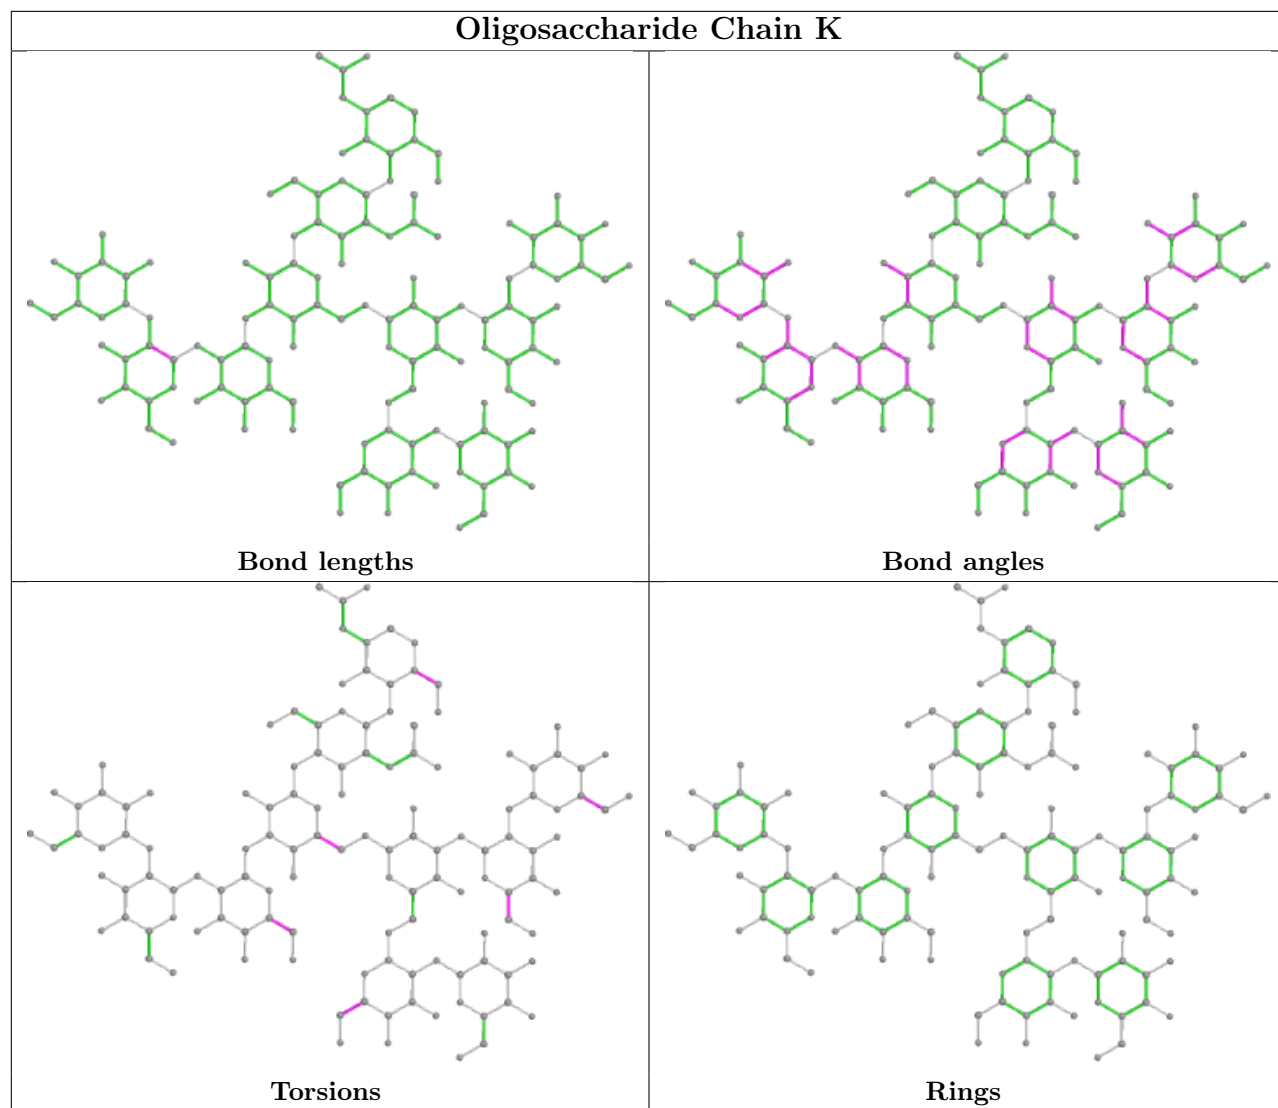 Oligosaccharide Chain K
Bond lengths
Bond angles
Torsions
Rings